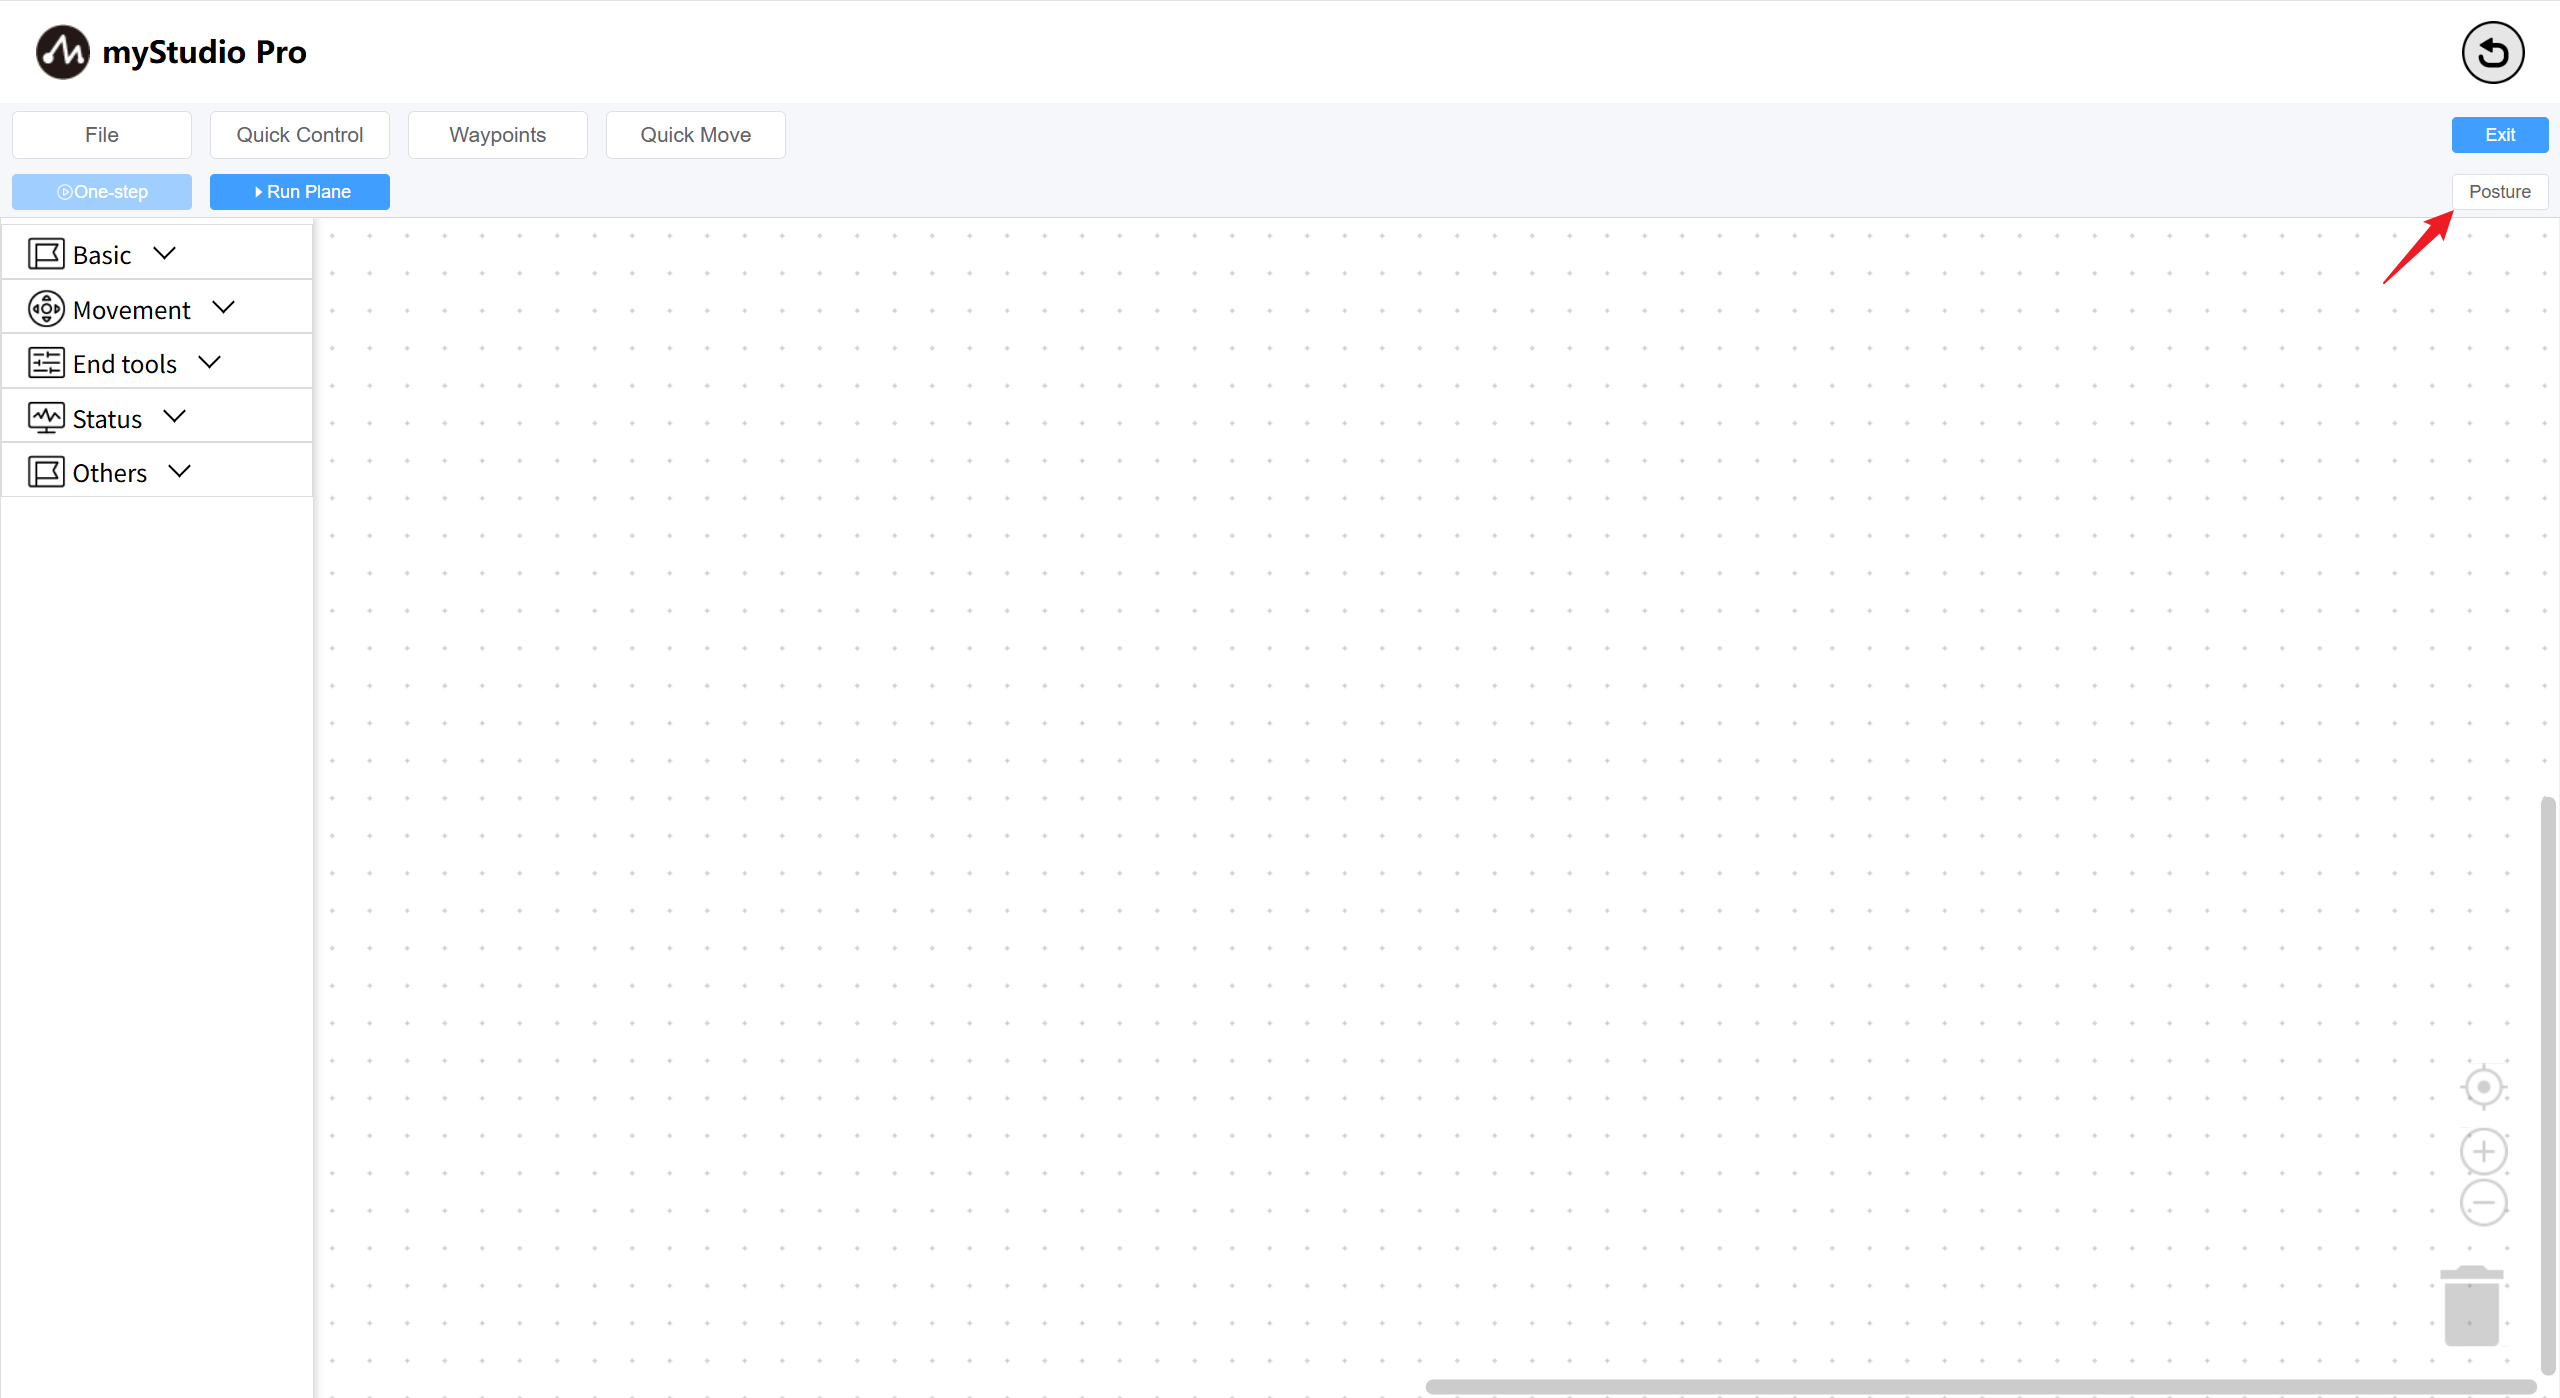 myStudio Pro
File Quick Control Waypoints Quick Move Exit
One-step Run Plane Posture
Basic
Movement
End tools
Status
Others